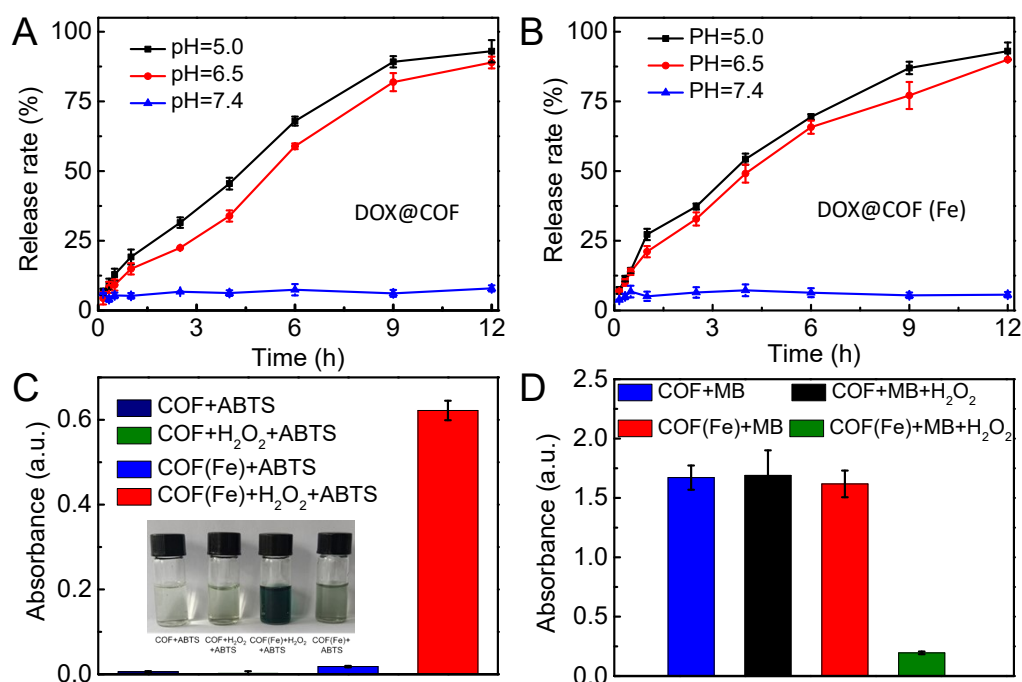 A
100
75
50
25
0
Release rate (%)
pH=5.0
pH=6.5
pH=7.4
DOX@COF
0 3 6 9 12
Time (h)
B
100
75
50
25
0
Release rate (%)
PH=5.0
PH=6.5
PH=7.4
DOX@COF (Fe)
0 3 6 9 12
Time (h)
C
0.6
0.4
0.2
0.0
Absorbance (a.u.)
COF+ABTS
COF+H₂O₂+ABTS
COF(Fe)+ABTS
COF(Fe)+H₂O₂+ABTS
COF+ABTS COF+H₂O₂ COF(Fe)+H₂O₂ COF(Fe)+
+ABTS +ABTS ABTS
D
2.5
2.0
1.5
1.0
0.5
0.0
Absorbance (a.u.)
COF+MB COF+MB+H₂O₂
COF(Fe)+MB COF(Fe)+MB+H₂O₂